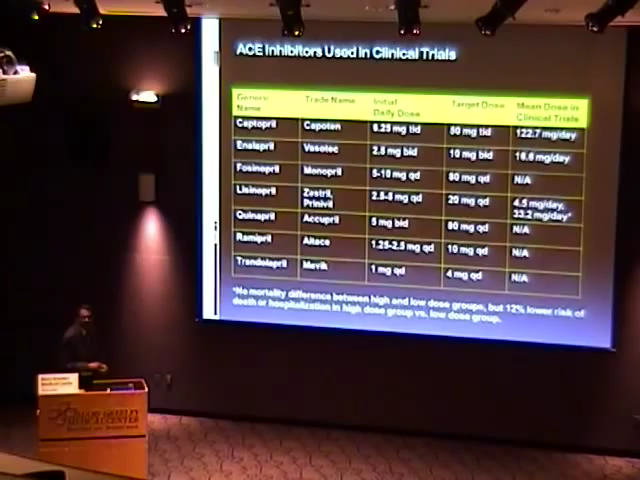 ACE Inhibitors Used in Clinical Trials
Generic Name Trade Name Initial Daily Dose Target Dose Mean Dose in Clinical Trials
Captopril Capoten 6.25 mg tid 50 mg tid 122.7 mg/day
Enalapril Vasotec 2.5 mg bid 10 mg bid 16.6 mg/day
Fosinopril Monopril 5-10 mg qd 80 mg qd N/A
Lisinopril Zestril, Prinivil 2.5-5 mg qd 20 mg qd 4.5 mg/day, 33.2 mg/day*
Quinapril Accupril 5 mg bid 80 mg qd N/A
Ramipril Altace 1.25-2.5 mg qd 10 mg qd N/A
Trandolapril Mavik 1 mg qd 4 mg qd N/A
*No mortality difference between high and low dose groups, but 12% lower risk of
death or hospitalization in high dose group vs. low dose group.
MEDICAL CENTER